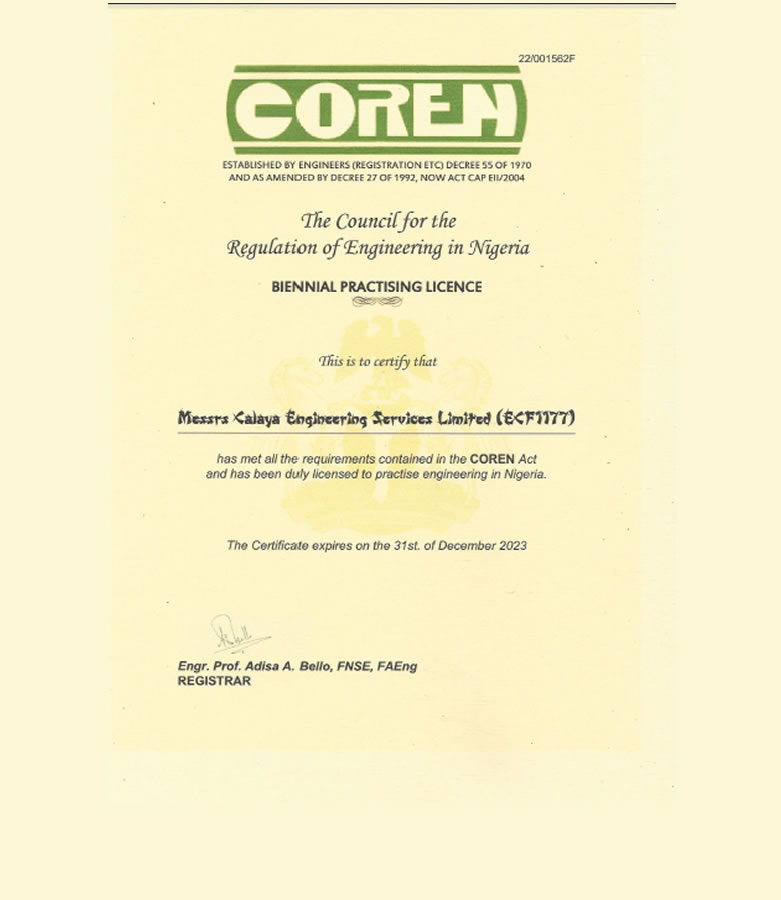 22/001562F
COREN
ESTABLISHED BY ENGINEERS (REGISTRATION ETC) DECREE 55 OF 1970
AND AS AMENDED BY DECREE 27 OF 1992, NOW ACT CAP EII/2004
The Council for the
Regulation of Engineering in Nigeria
BIENNIAL PRACTISING LICENCE
This is to certify that
Messrs Calaya Engineering Services Limited (ECF1177)
has met all the requirements contained in the COREN Act
and has been duly licensed to practise engineering in Nigeria.
The Certificate expires on the 31st. of December 2023
Engr. Prof. Adisa A. Bello, FNSE, FAEng
REGISTRAR